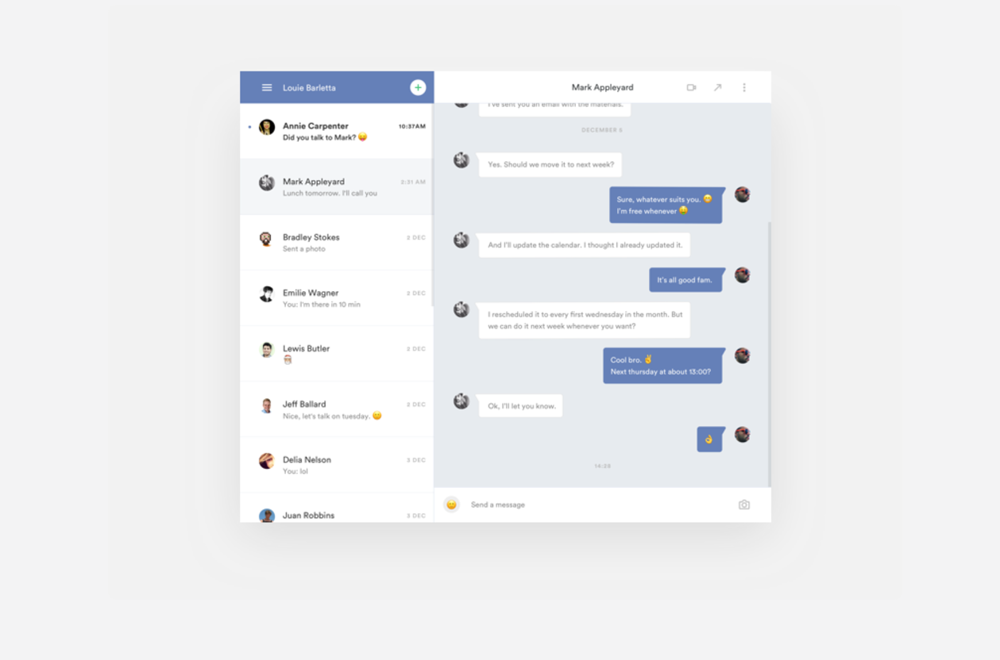 Louie Barletta
Annie Carpenter
10:37AM
Did you talk to Mark? 😝
Mark Appleyard
2:31 AM
Lunch tomorrow. I'll call you
Bradley Stokes
2 DEC
Sent a photo
Emilie Wagner
2 DEC
You: I'm there in 10 min
Lewis Butler
2 DEC
🎅
Jeff Ballard
2 DEC
Nice, let's talk on tuesday. 🙂
Delia Nelson
3 DEC
You: lol
Juan Robbins
3 DEC
Mark Appleyard
I've sent you an email with the materials.
DECEMBER 5
Yes. Should we move it to next week?
Sure, whatever suits you. 😁
I'm free whenever 😅
And I'll update the calendar. I thought I already updated it.
It's all good fam.
I rescheduled it to every first wednesday in the month. But
we can do it next week whenever you want?
Cool bro. ✌️
Next thursday at about 13:00?
Ok, I'll let you know.
👌
14:28
Send a message